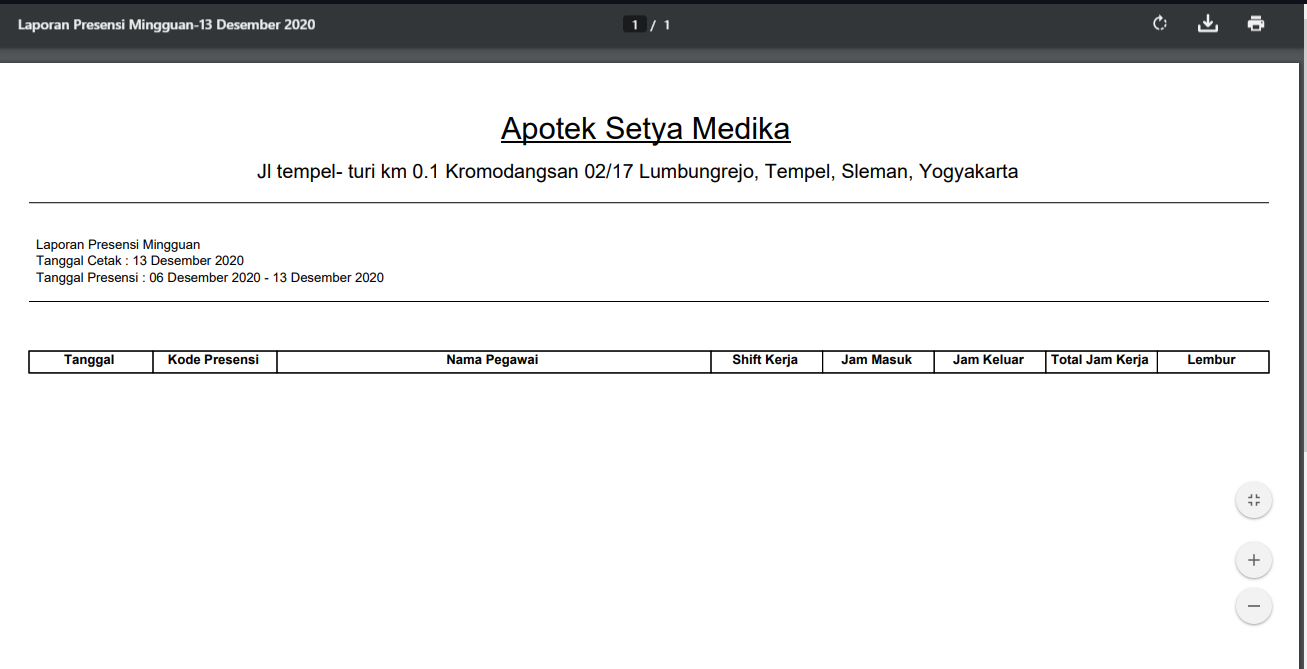 Laporan Presensi Mingguan-13 Desember 2020
1 / 1
Apotek Setya Medika
Jl tempel- turi km 0.1 Kromodangsan 02/17 Lumbungrejo, Tempel, Sleman, Yogyakarta
Laporan Presensi Mingguan
Tanggal Cetak : 13 Desember 2020
Tanggal Presensi : 06 Desember 2020 - 13 Desember 2020
Tanggal Kode Presensi Nama Pegawai Shift Kerja Jam Masuk Jam Keluar Total Jam Kerja Lembur